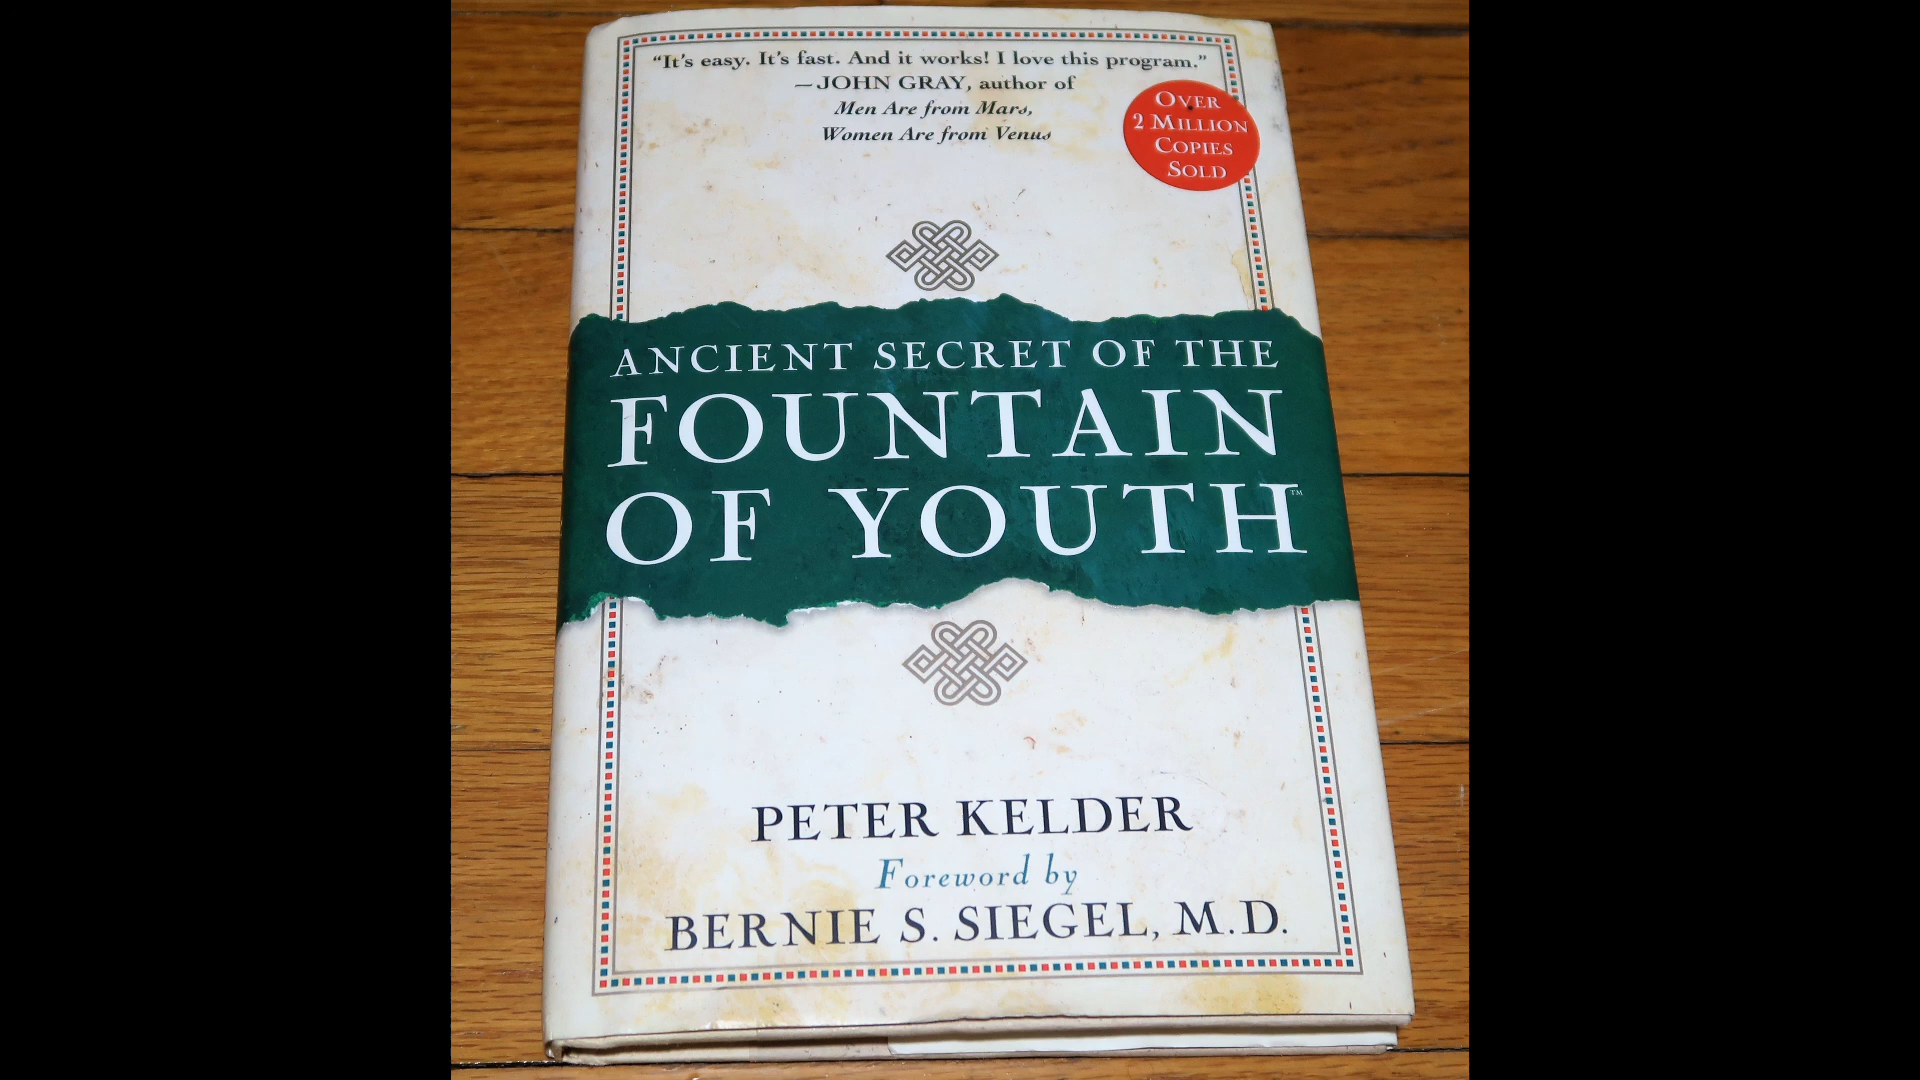 “It's easy. It's fast. And it works! I love this program.”
—JOHN GRAY, author of
Men Are from Mars,
Women Are from Venus
OVER
2 MILLION
COPIES
SOLD
ANCIENT SECRET OF THE
FOUNTAIN
OF YOUTH™
PETER KELDER
Foreword by
BERNIE S. SIEGEL, M.D.